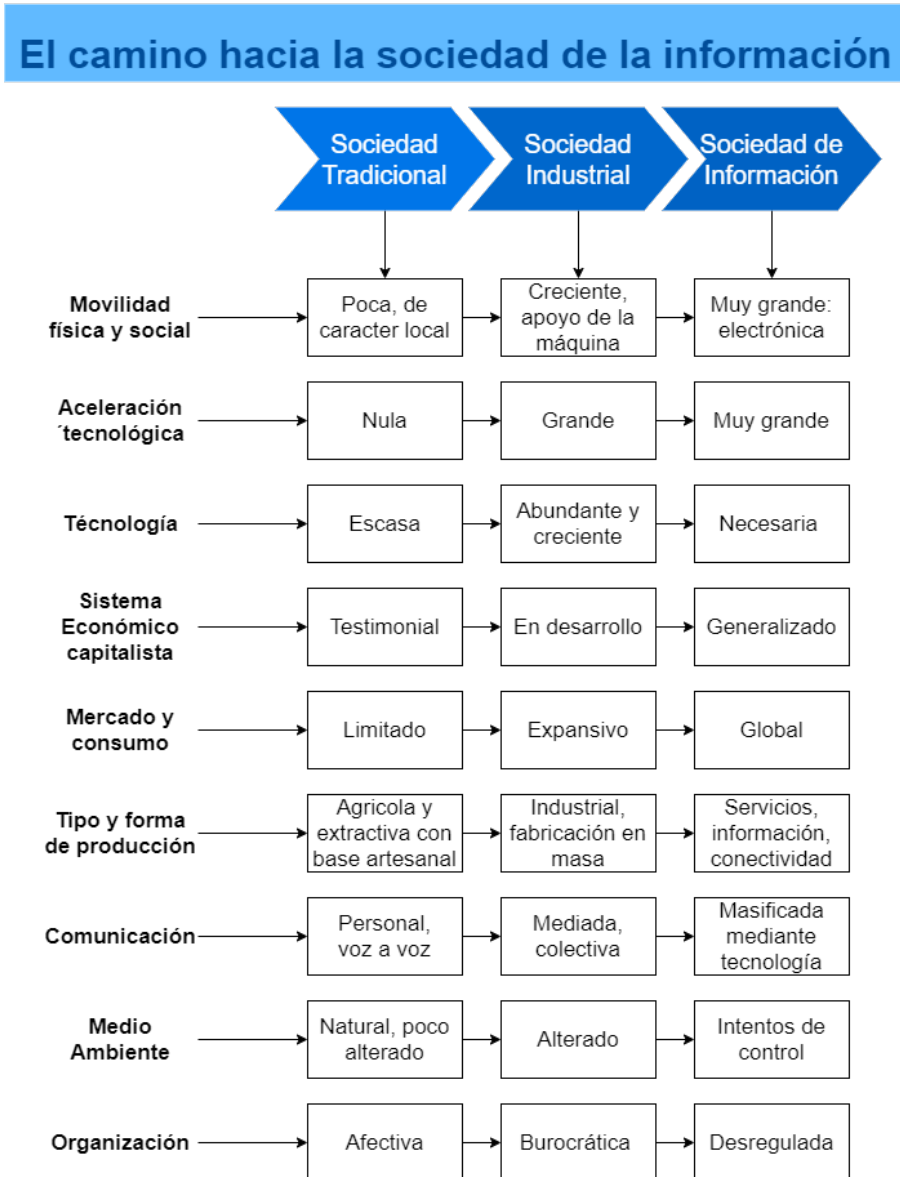 El camino hacia la sociedad de la información
Sociedad
Tradicional
Sociedad
Industrial
Sociedad de
Información
Movilidad
física y social
Poca, de
caracter local
Creciente,
apoyo de la
máquina
Muy grande:
electrónica
Aceleración
´tecnológica
Nula
Grande
Muy grande
Técnología
Escasa
Abundante y
creciente
Necesaria
Sistema
Económico
capitalista
Testimonial
En desarrollo
Generalizado
Mercado y
consumo
Limitado
Expansivo
Global
Tipo y forma
de producción
Agricola y
extractiva con
base artesanal
Industrial,
fabricación en
masa
Servicios,
información,
conectividad
Comunicación
Personal,
voz a voz
Mediada,
colectiva
Masificada
mediante
tecnología
Medio
Ambiente
Natural, poco
alterado
Alterado
Intentos de
control
Organización
Afectiva
Burocrática
Desregulada